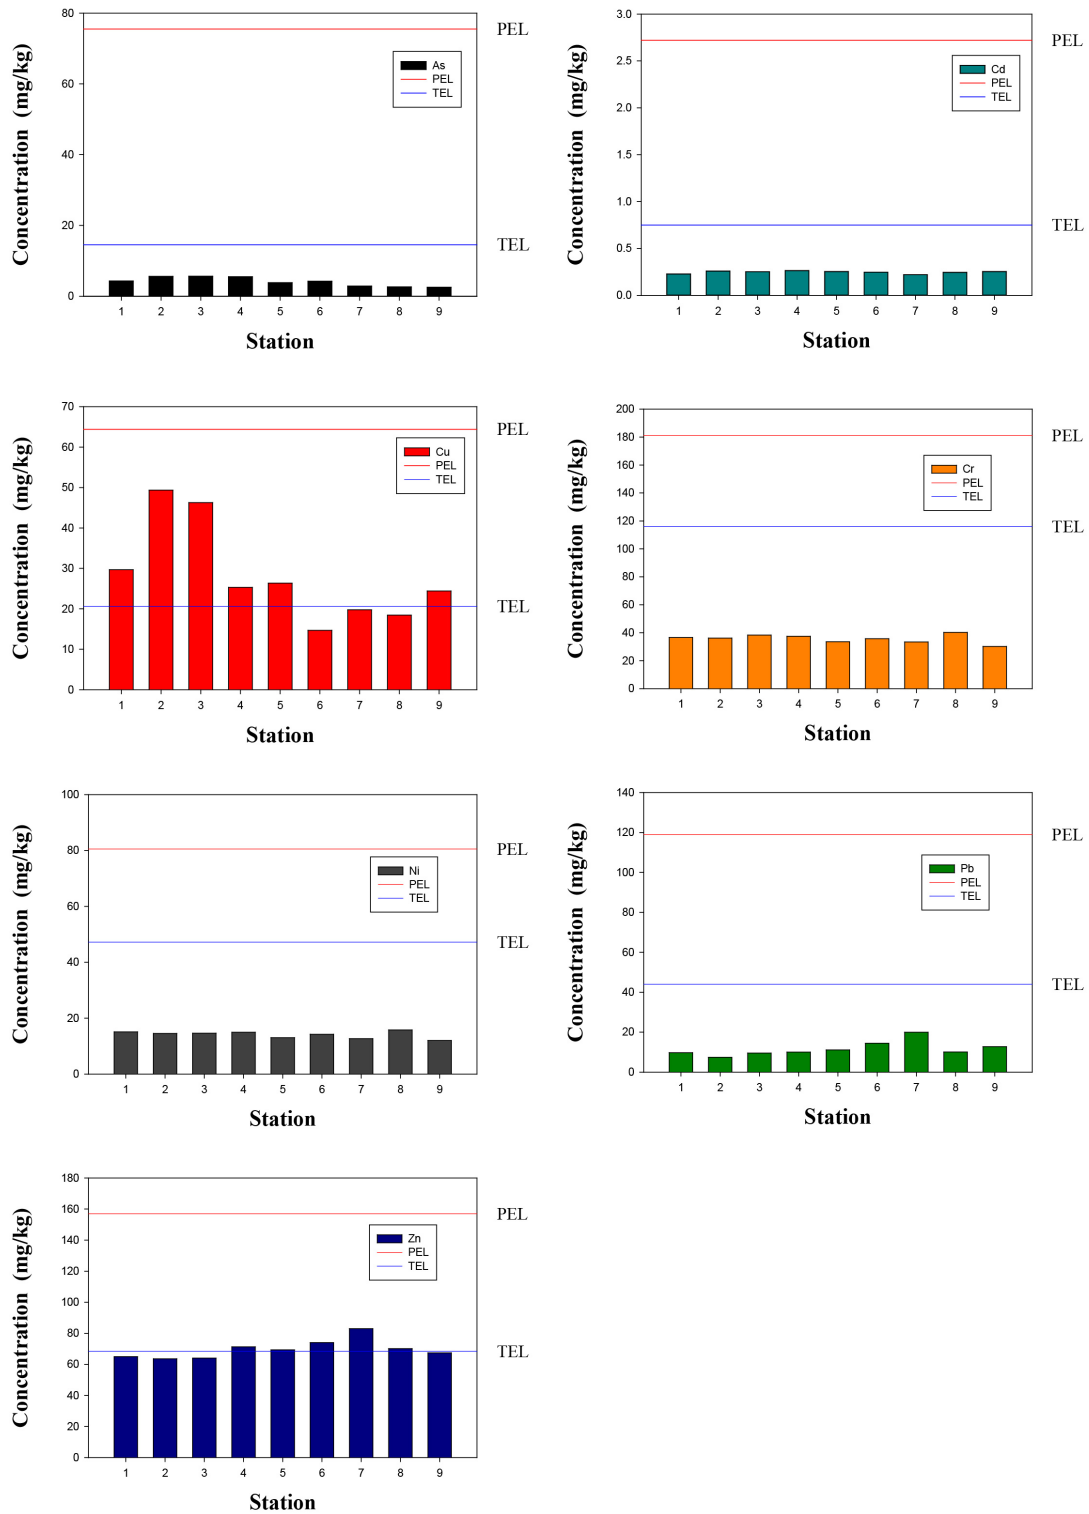 80
60
40
20
0
Concentration (mg/kg)
1 2 3 4 5 6 7 8 9
Station
As
PEL
TEL
PEL
TEL
3.0
2.5
2.0
1.5
1.0
0.5
0.0
Concentration (mg/kg)
1 2 3 4 5 6 7 8 9
Station
Cd
PEL
TEL
PEL
TEL
70
60
50
40
30
20
10
0
Concentration (mg/kg)
1 2 3 4 5 6 7 8 9
Station
Cu
PEL
TEL
PEL
TEL
200
180
160
140
120
100
80
60
40
20
0
Concentration (mg/kg)
1 2 3 4 5 6 7 8 9
Station
Cr
PEL
TEL
PEL
TEL
100
80
60
40
20
0
Concentration (mg/kg)
1 2 3 4 5 6 7 8 9
Station
Ni
PEL
TEL
PEL
TEL
140
120
100
80
60
40
20
0
Concentration (mg/kg)
1 2 3 4 5 6 7 8 9
Station
Pb
PEL
TEL
PEL
TEL
180
160
140
120
100
80
60
40
20
0
Concentration (mg/kg)
1 2 3 4 5 6 7 8 9
Station
Zn
PEL
TEL
PEL
TEL